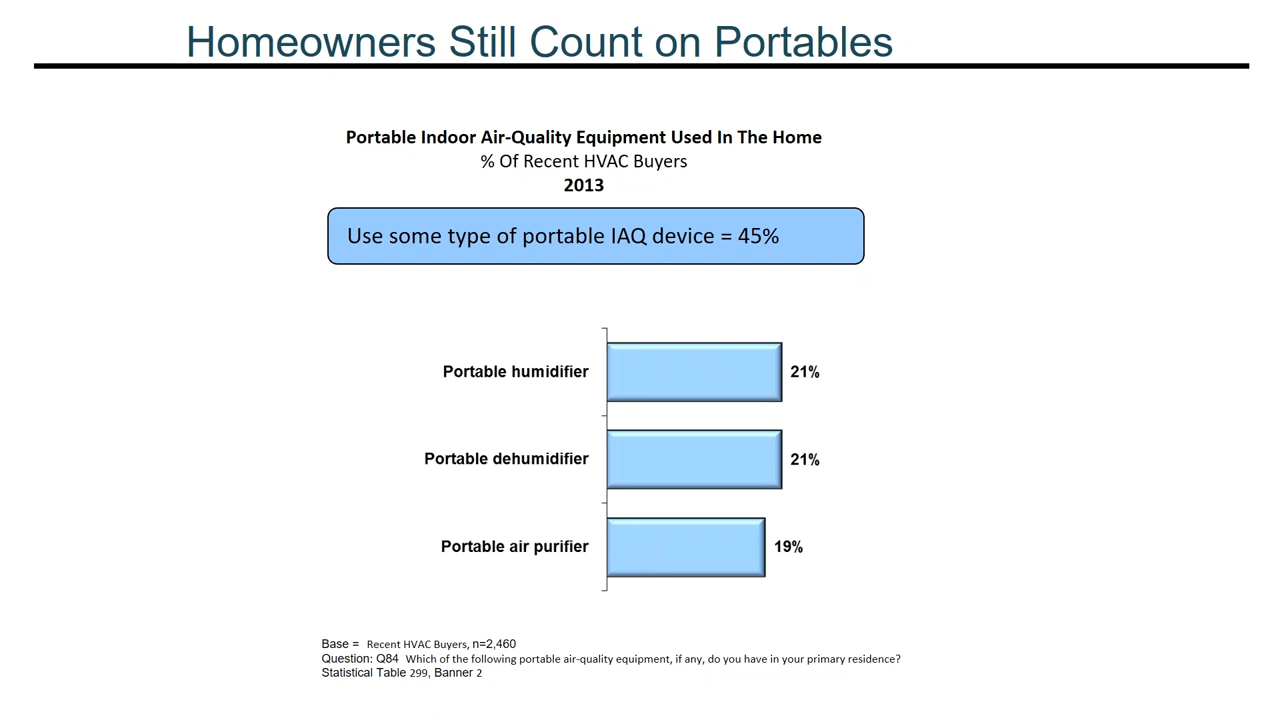 Homeowners Still Count on Portables
Portable Indoor Air-Quality Equipment Used In The Home
% Of Recent HVAC Buyers
2013
Use some type of portable IAQ device = 45%
Portable humidifier 21%
Portable dehumidifier 21%
Portable air purifier 19%
Base = Recent HVAC Buyers, n=2,460
Question: Q84 Which of the following portable air-quality equipment, if any, do you have in your primary residence?
Statistical Table 299, Banner 2